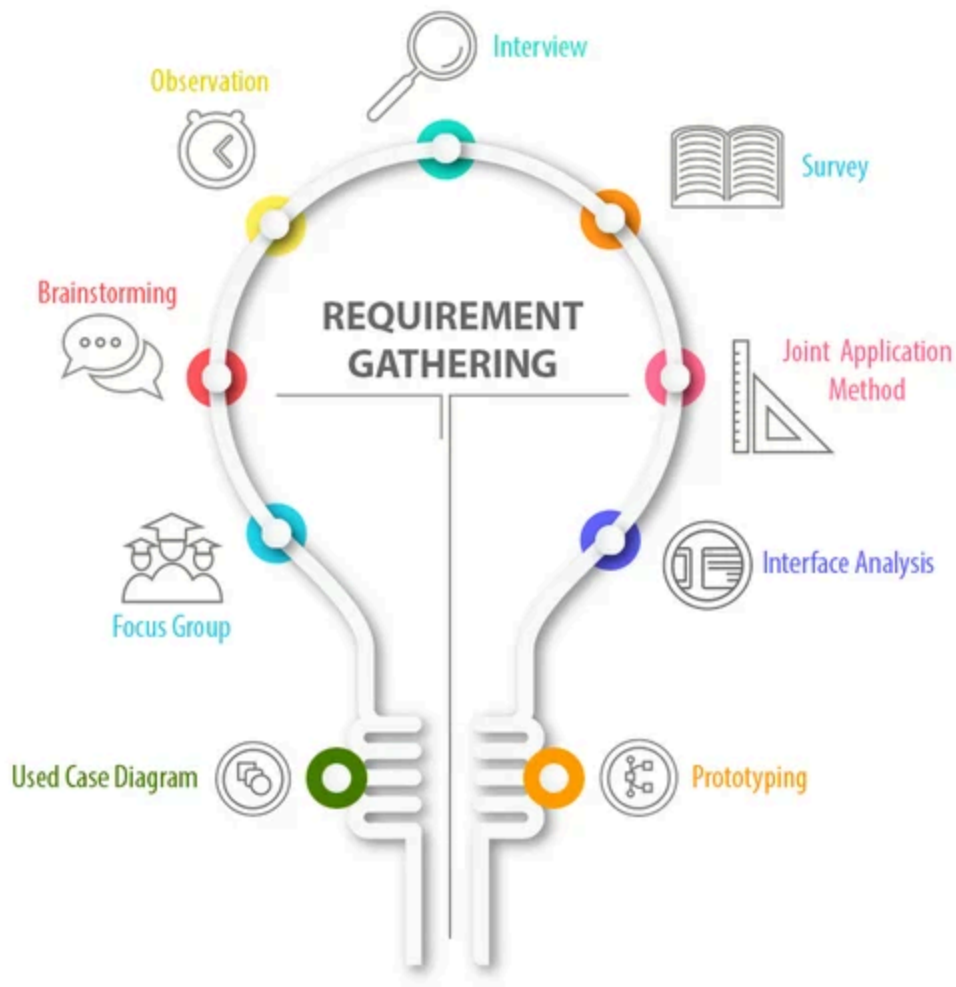 Interview
Observation
Survey
Brainstorming
REQUIREMENT
GATHERING
Joint Application
Method
Interface Analysis
Focus Group
Used Case Diagram
Prototyping